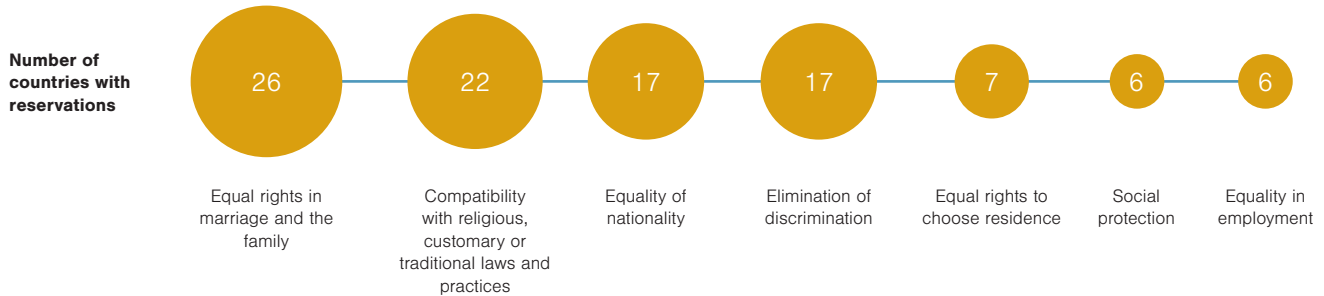 Number of
countries with
reservations
26
22
17
17
7
6
6
Equal rights in
marriage and the
family
Compatibility
with religious,
customary or
traditional laws and
practices
Equality of
nationality
Elimination of
discrimination
Equal rights to
choose residence
Social
protection
Equality in
employment